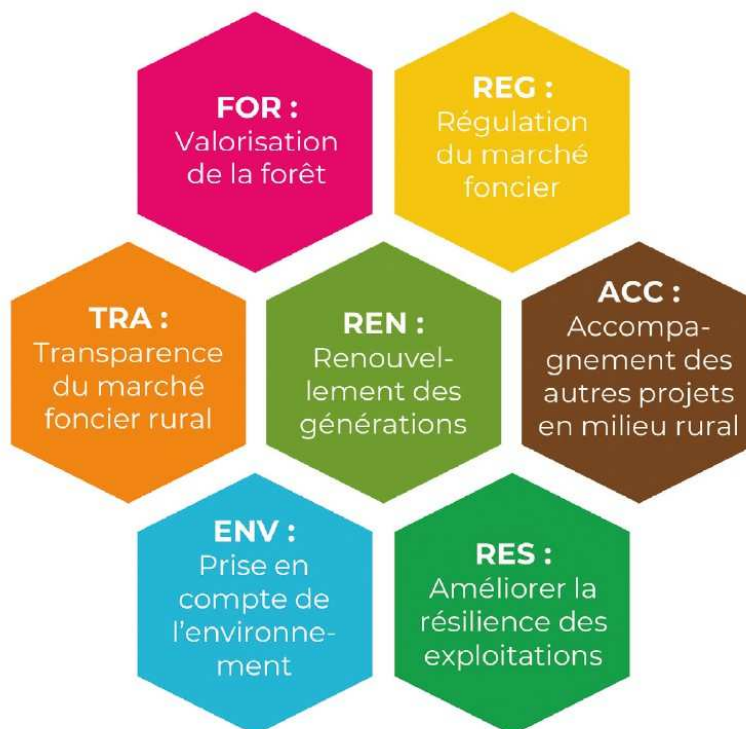 FOR :
Valorisation
de la forêt
REG :
Régulation
du marché
foncier
TRA :
Transparence
du marché
foncier rural
REN :
Renouvel-
lement des
générations
ACC :
Accompa-
gnement des
autres projets
en milieu rural
ENV :
Prise en
compte de
l'environne-
ment
RES :
Améliorer la
résilience des
exploitations